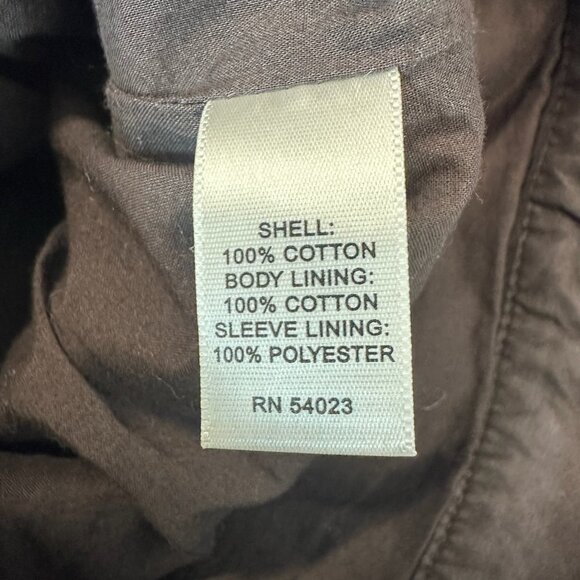 SHELL:
100% COTTON
BODY LINING:
100% COTTON
SLEEVE LINING:
100% POLYESTER
RN 54023